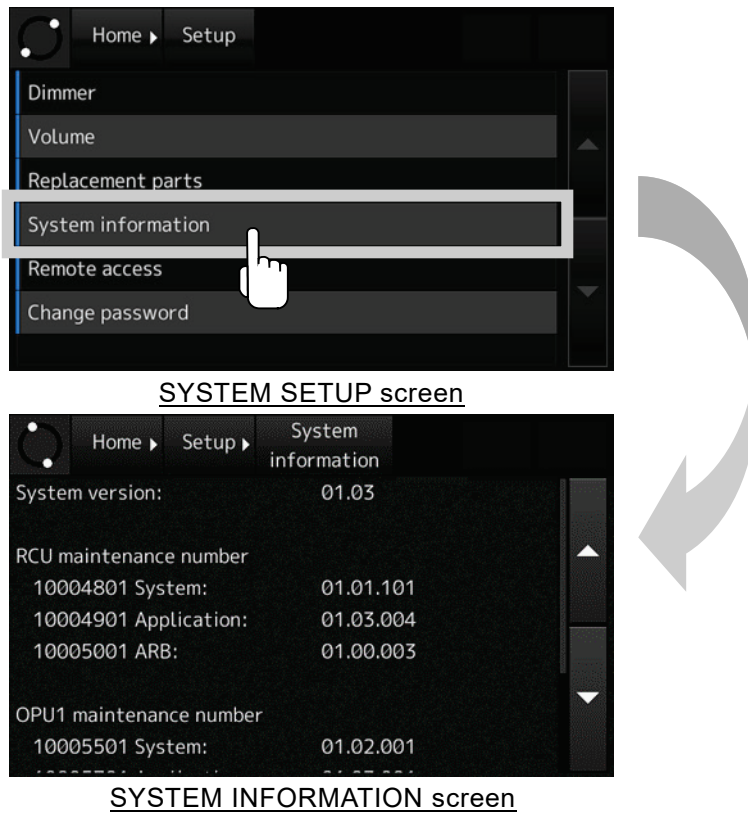 Home Setup
Dimmer
Volume
Replacement parts
System information
Remote access
Change password
SYSTEM SETUP screen
Home Setup System information
System version: 01.03
RCU maintenance number
10004801 System: 01.01.101
10004901 Application: 01.03.004
10005001 ARB: 01.00.003
OPU1 maintenance number
10005501 System: 01.02.001
SYSTEM INFORMATION screen